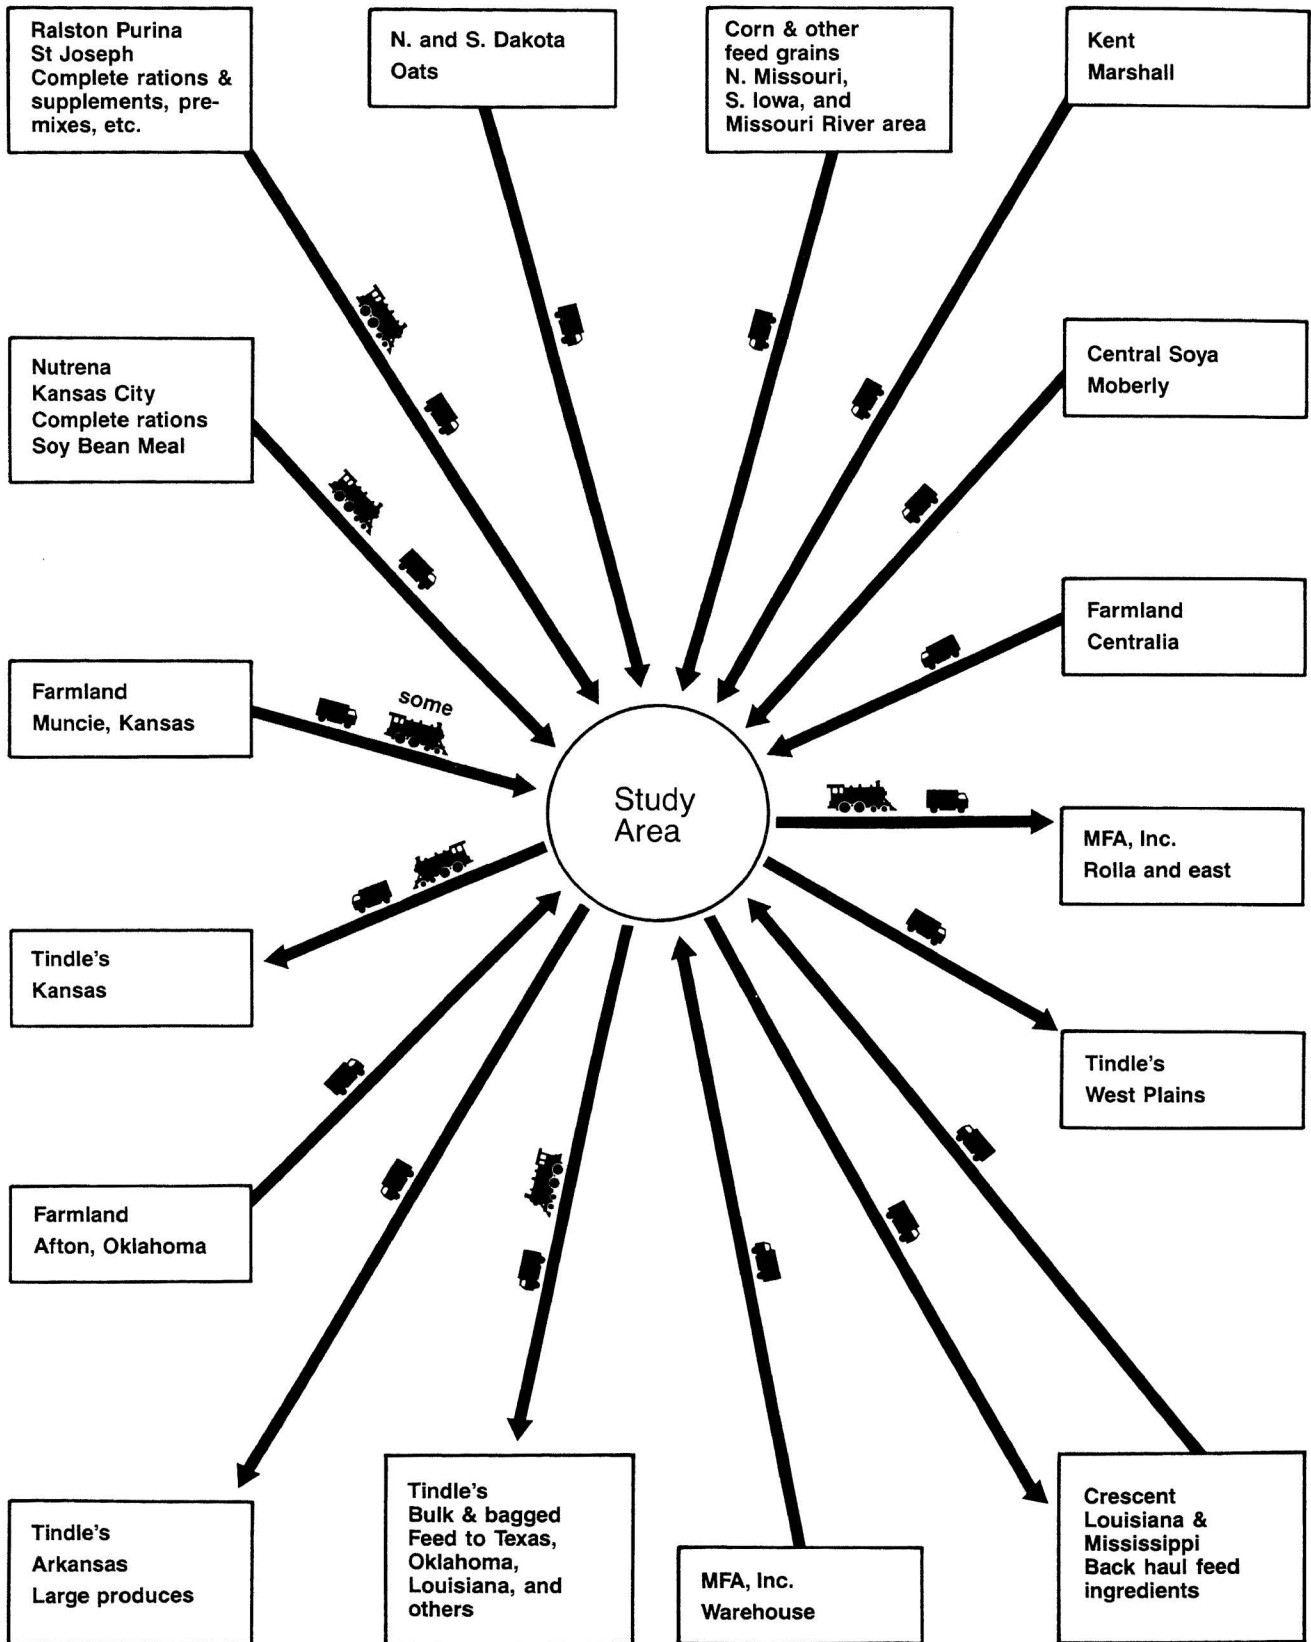 Ralston Purina
St Joseph
Complete rations &
supplements, pre-
mixes, etc.
N. and S. Dakota
Oats
Corn & other
feed grains
N. Missouri,
S. Iowa, and
Missouri River area
Kent
Marshall
Nutrena
Kansas City
Complete rations
Soy Bean Meal
Central Soya
Moberly
Farmland
Centralia
Farmland
Muncie, Kansas
some
Study
Area
MFA, Inc.
Rolla and east
Tindle's
Kansas
Tindle's
West Plains
Farmland
Afton, Oklahoma
Tindle's
Arkansas
Large produces
Tindle's
Bulk & bagged
Feed to Texas,
Oklahoma,
Louisiana, and
others
MFA, Inc.
Warehouse
Crescent
Louisiana &
Mississippi
Back haul feed
ingredients